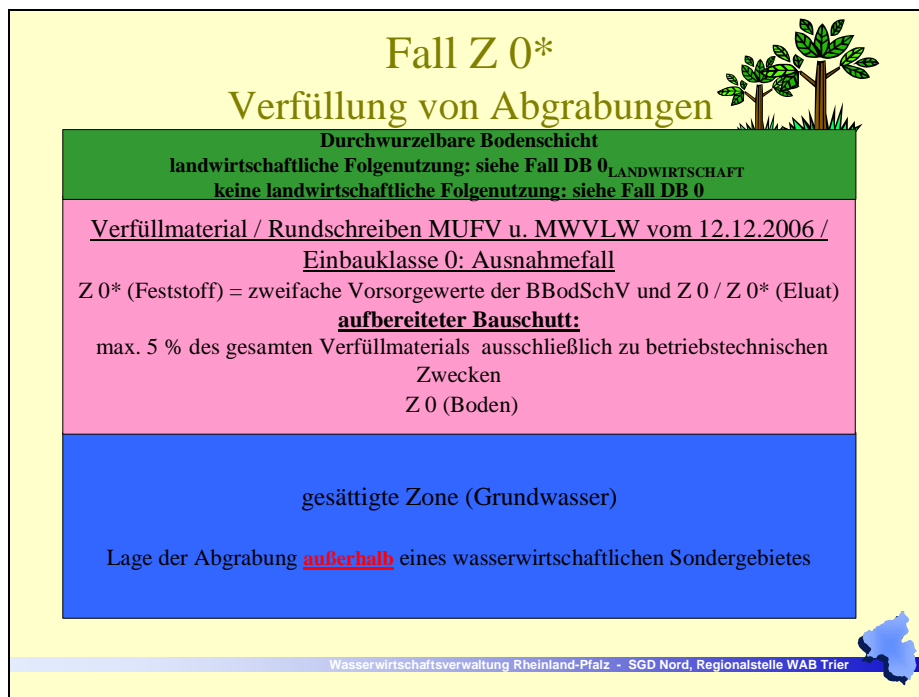 Fall Z 0*
Verfüllung von Abgrabungen
Durchwurzelbare Bodenschicht
landwirtschaftliche Folgenutzung: siehe Fall DB 0LANDWIRTSCHAFT
keine landwirtschaftliche Folgenutzung: siehe Fall DB 0
Verfüllmaterial / Rundschreiben MUFV u. MWVLW vom 12.12.2006 /
Einbauklasse 0: Ausnahmefall
Z 0* (Feststoff) = zweifache Vorsorgewerte der BBodSchV und Z 0 / Z 0* (Eluat)
aufbereiteter Bauschutt:
max. 5 % des gesamten Verfüllmaterials ausschließlich zu betriebstechnischen
Zwecken
Z 0 (Boden)
gesättigte Zone (Grundwasser)
Lage der Abgrabung außerhalb eines wasserwirtschaftlichen Sondergebietes
Wasserwirtschaftsverwaltung Rheinland-Pfalz - SGD Nord, Regionalstelle WAB Trier